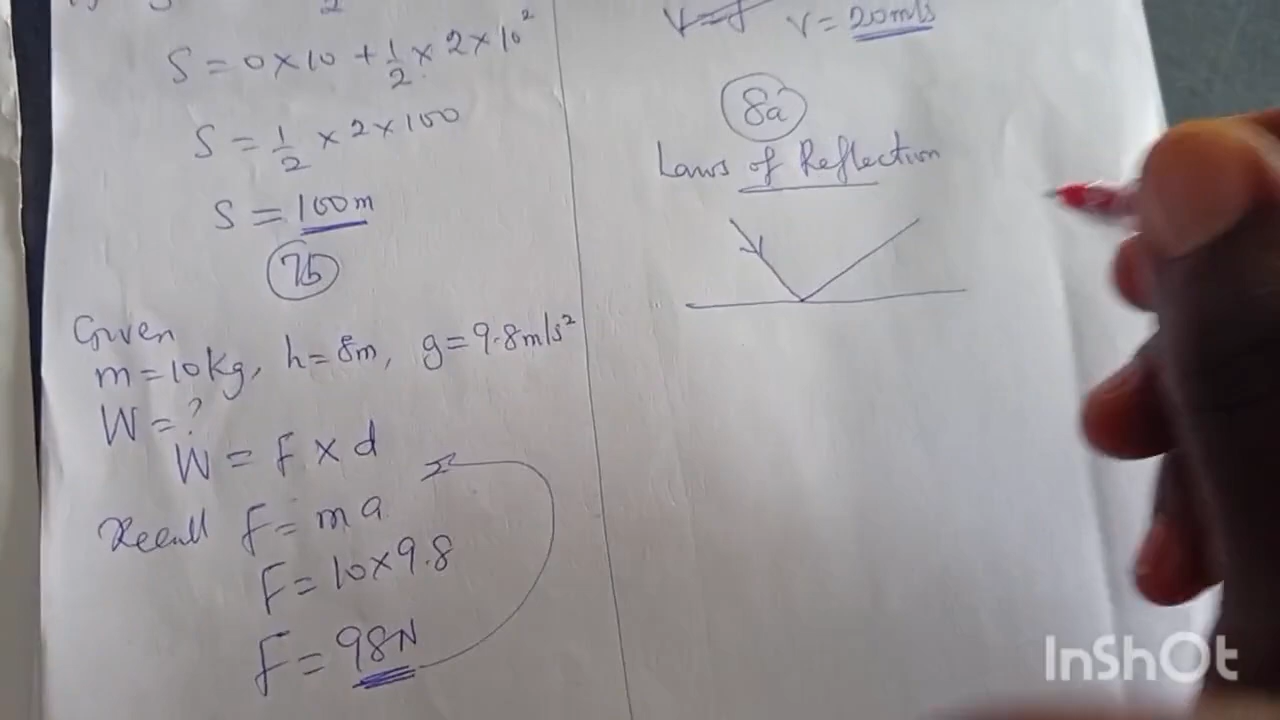 S = 0×10 + 1/2 × 2×10²
S = 1/2 × 2×100
S = 100m
7b
Given
m=10kg, h=8m, g=9.8m/s²
W=?
W = F × d
Recall F = ma
F = 10×9.8
F = 98N
V = 20m/s
8a
Laws of Reflection
InShOt